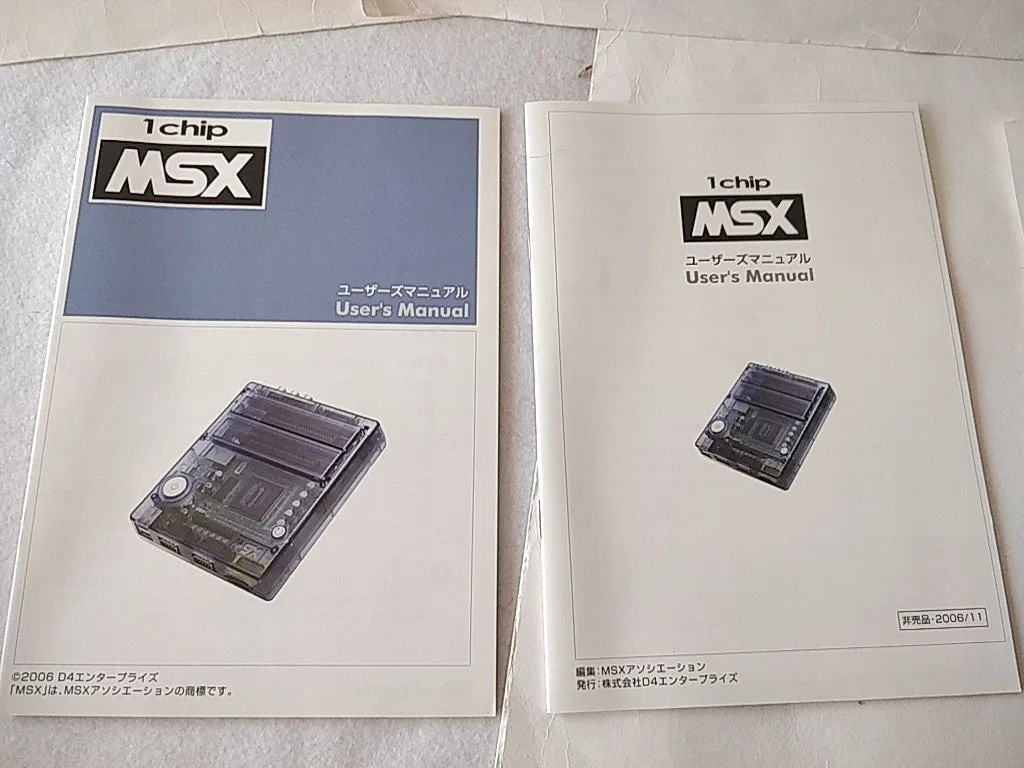 1chip
MSX
ユーザーズマニュアル
User's Manual
©2006 D4エンタープライズ
「MSX」は、MSXアソシエーションの商標です。
1chip
MSX
ユーザーズマニュアル
User's Manual
非売品・2006/11
編集：MSXアソシエーション
発行：株式会社D4エンタープライズ